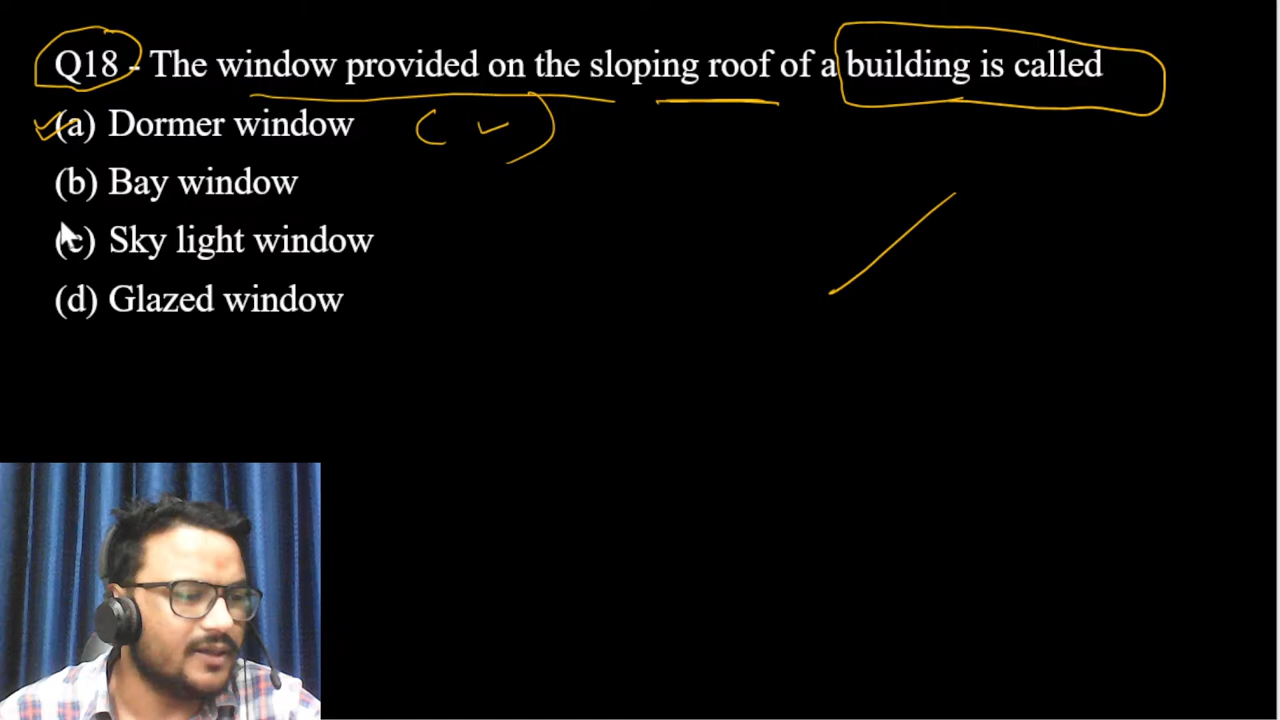 Q18 - The window provided on the sloping roof of a building is called
(a) Dormer window
(b) Bay window
(c) Sky light window
(d) Glazed window